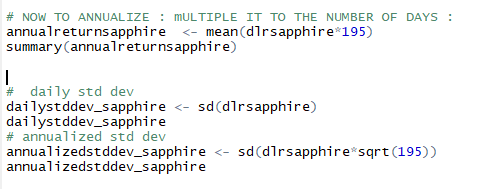 # NOW TO ANNUALIZE : mULTIPLE IT TO THE NUMBER OF DAYS :
annualreturnsapphire  <- mean(dlrsapphire*195)
summary(annualreturnsapphire)
#  daily std dev
dailystddev_sapphire <- sd(dlrsapphire)
dailystddev_sapphire
# annualized std dev
annualizedstddev_sapphire <- sd(dlrsapphire*sqrt(195))
annualizedstddev_sapphire